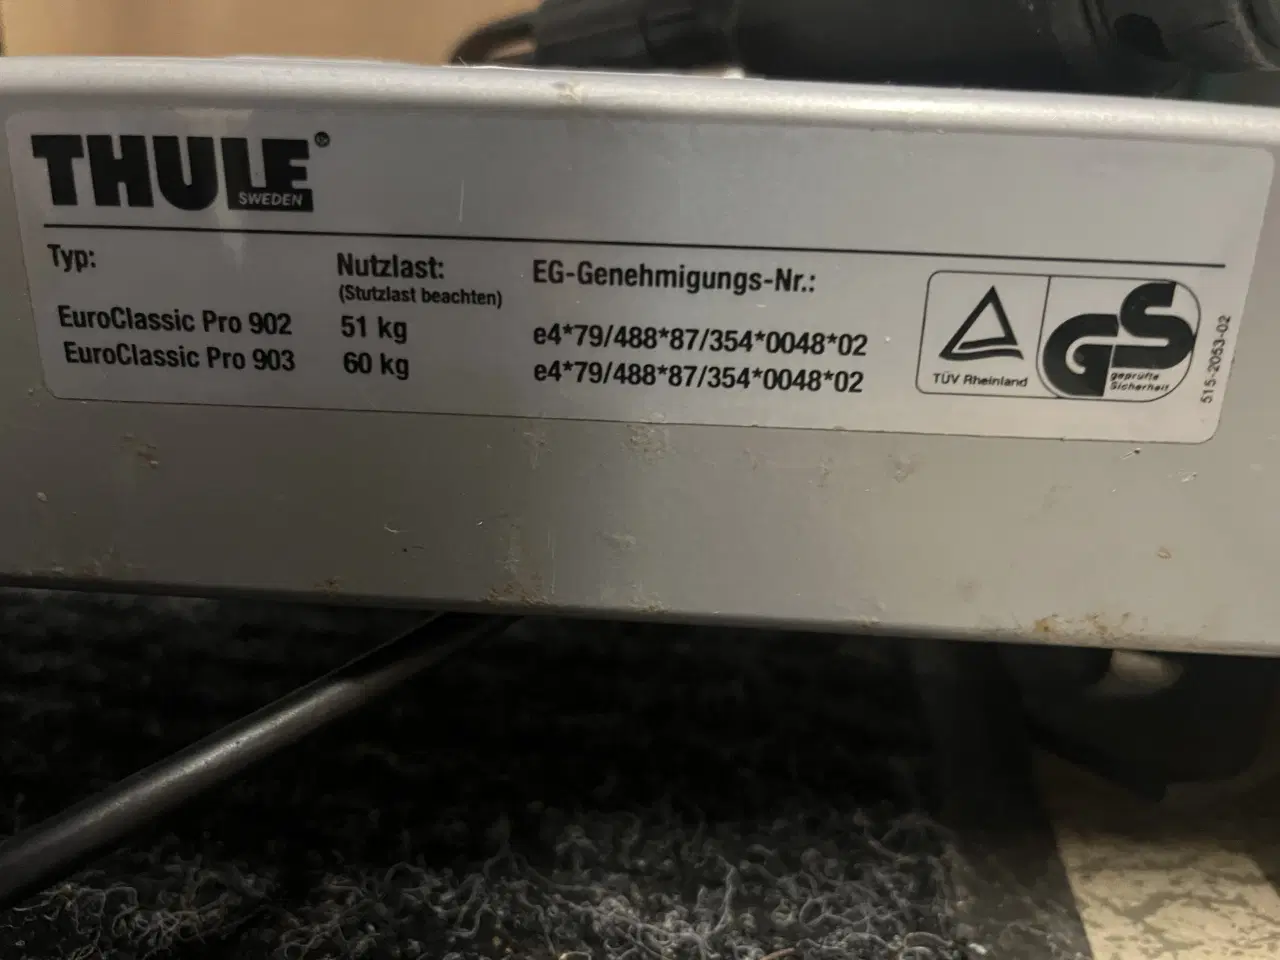 THULE®
SWEDEN
Typ:
Nutzlast:
(Stutzlast beachten)
EG-Genehmigungs-Nr.:
EuroClassic Pro 902 51 kg e4*79/488*87/354*0048*02
EuroClassic Pro 903 60 kg e4*79/488*87/354*0048*02
TÜV Rheinland
GS
geprüfte
Sicherheit
515-2053-02